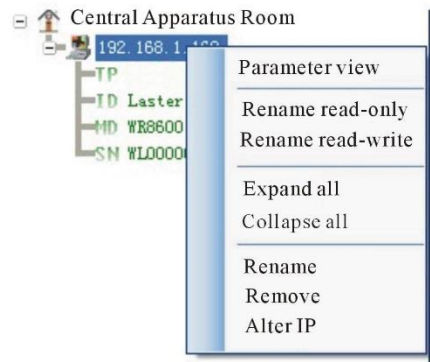 Central Apparatus Room
192.168.1.160
TP
ID Laster
MD WR8600
SN WL0000
Parameter view
Rename read-only
Rename read-write
Expand all
Collapse all
Rename
Remove
Alter IP